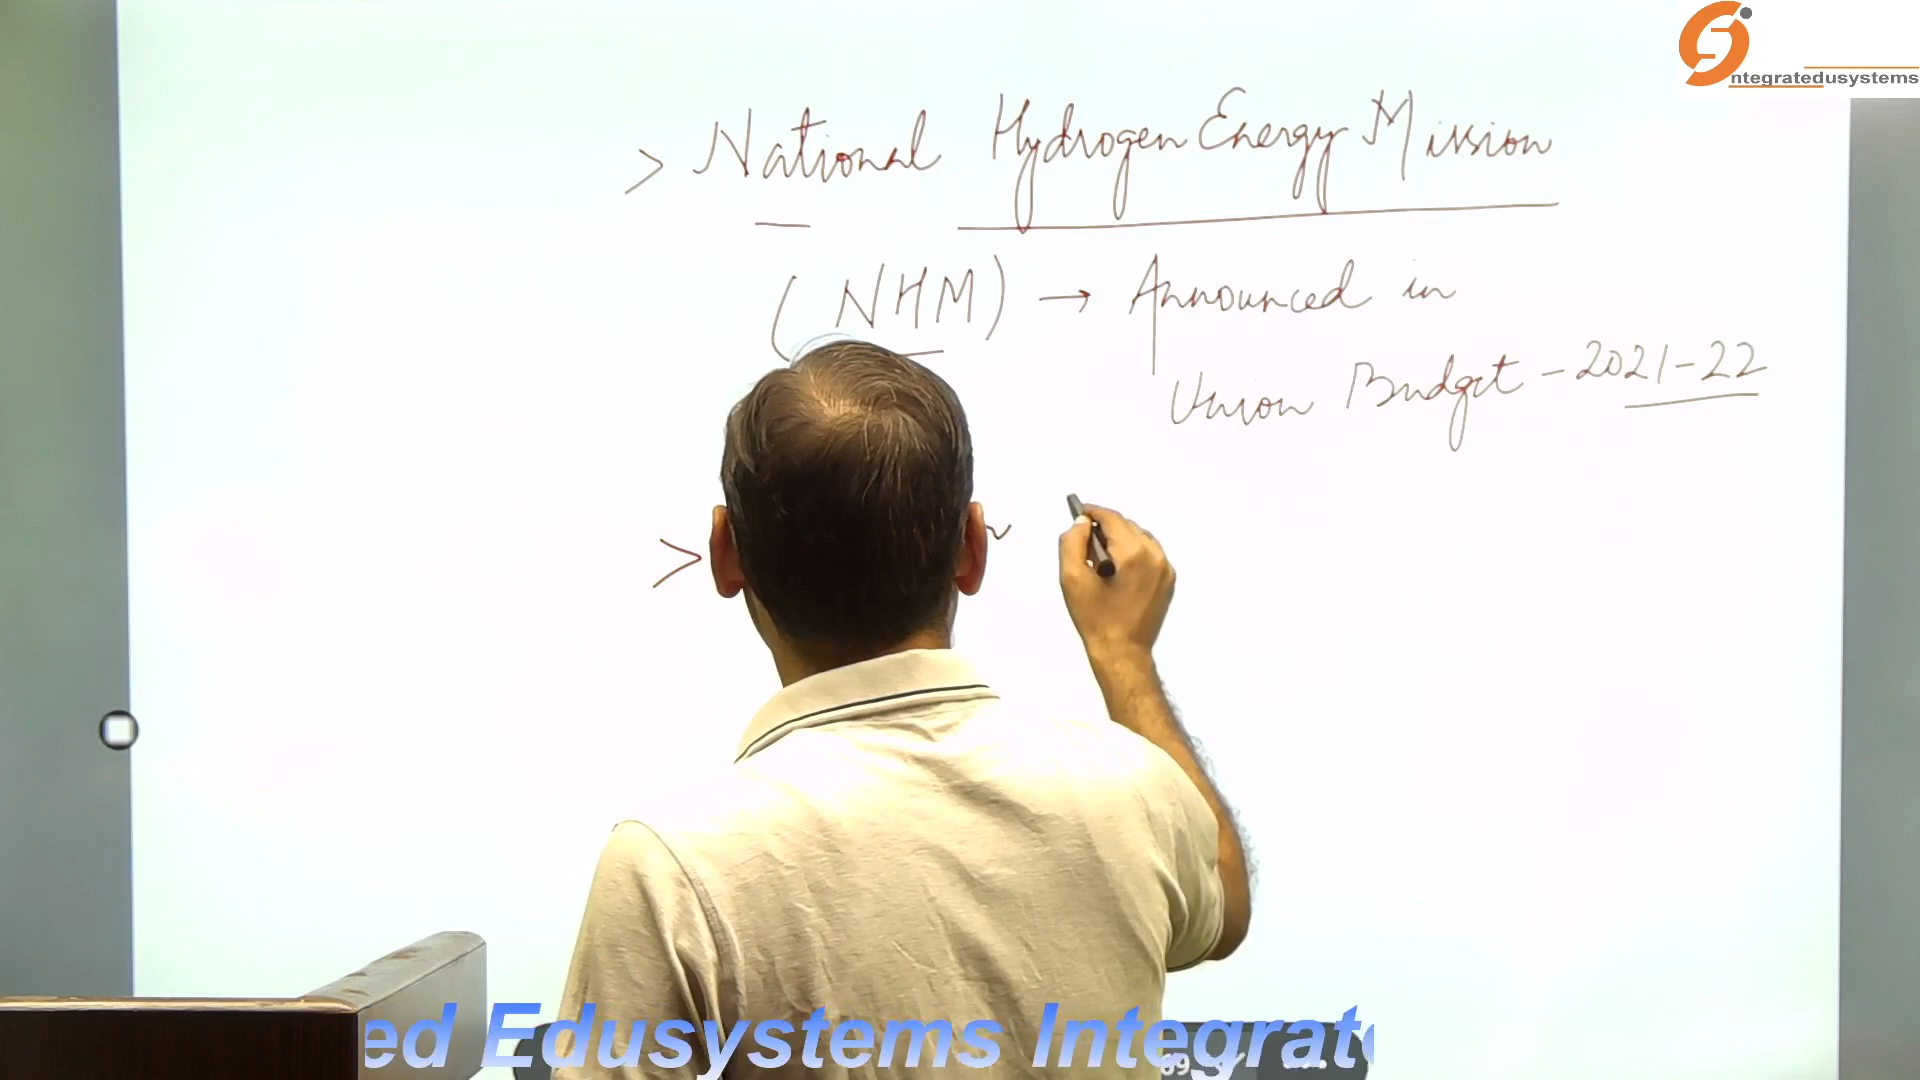 ntegratedusystems
> National Hydrogen Energy Mission
(NHM) → Announced in
Union Budget - 2021-22
>
ed Edusystems Integrat